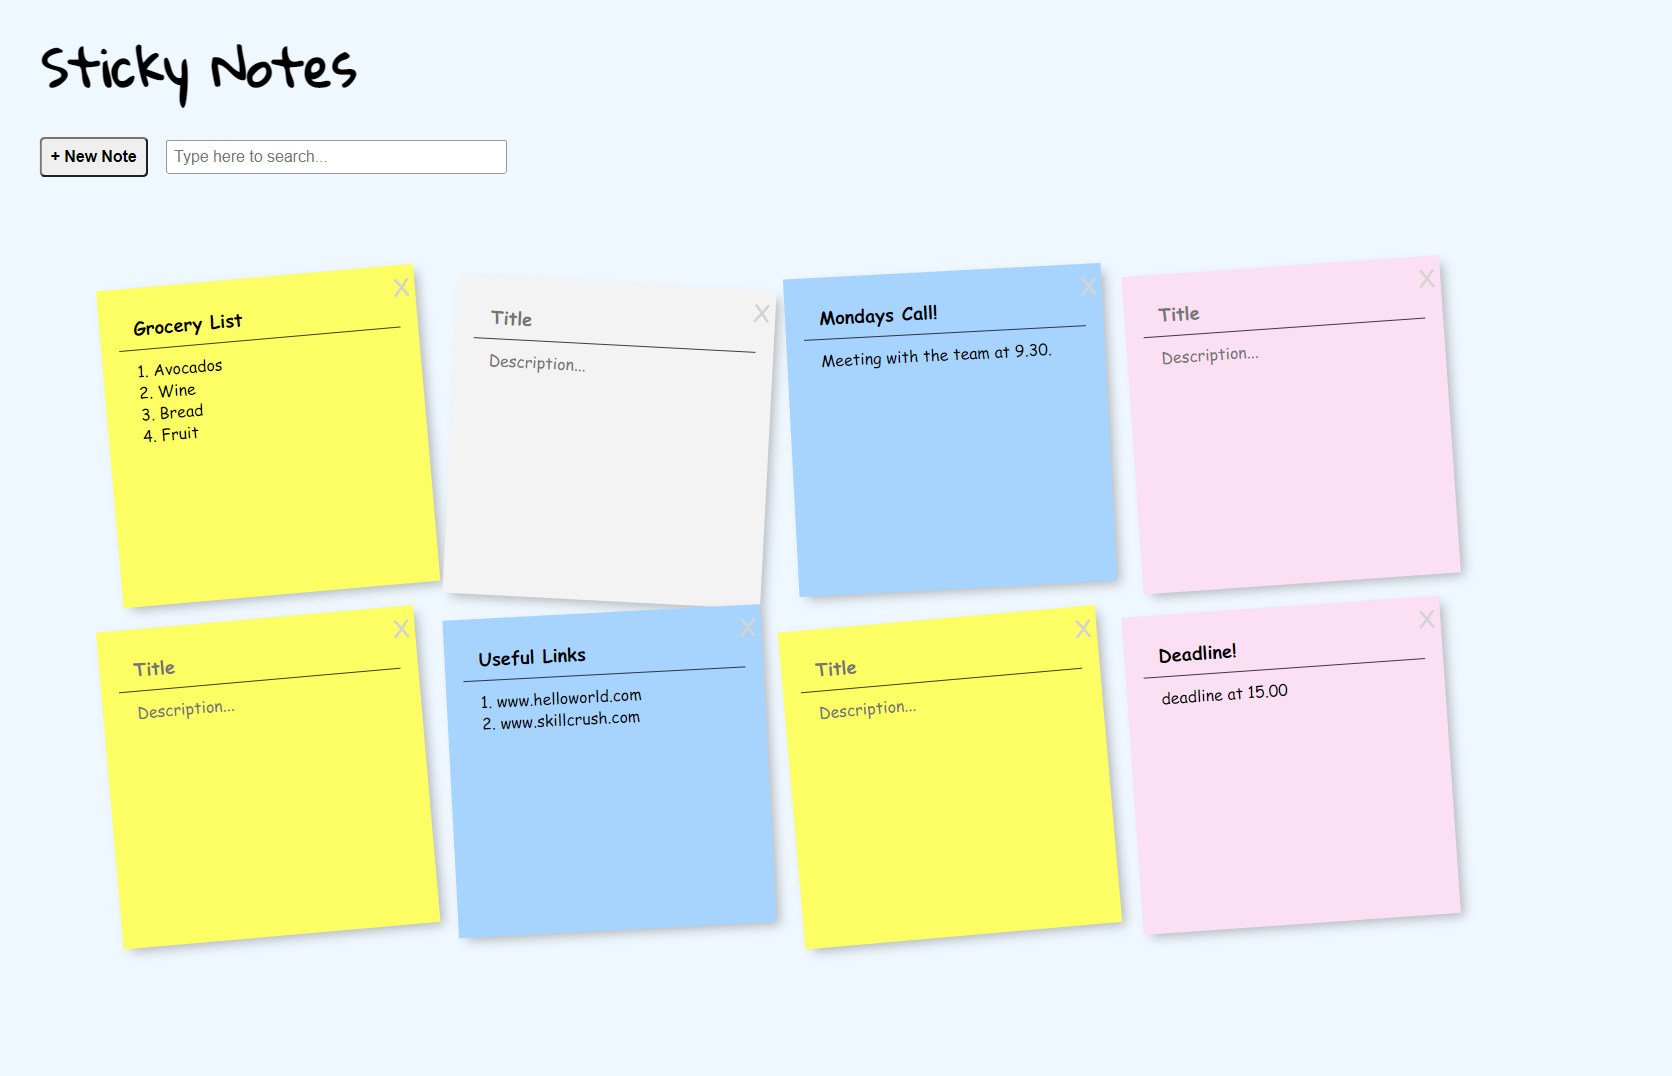 Sticky Notes
+ New Note
Type here to search...
X
Grocery List
1. Avocados
2. Wine
3. Bread
4. Fruit
X
Title
Description...
X
Mondays Call!
Meeting with the team at 9.30.
X
Title
Description...
X
Title
Description...
X
Useful Links
1. www.helloworld.com
2. www.skillcrush.com
X
Title
Description...
X
Deadline!
deadline at 15.00